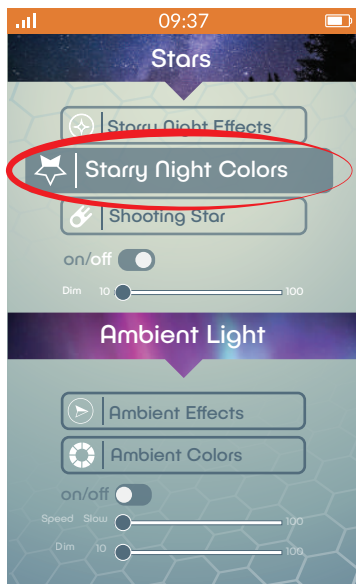 09:37
Stars
Starry Night Effects
Starry Night Colors
Shooting Star
on/off
Dim 10 100
Ambient Light
Ambient Effects
Ambient Colors
on/off
Speed Slow 100
Dim 10 100